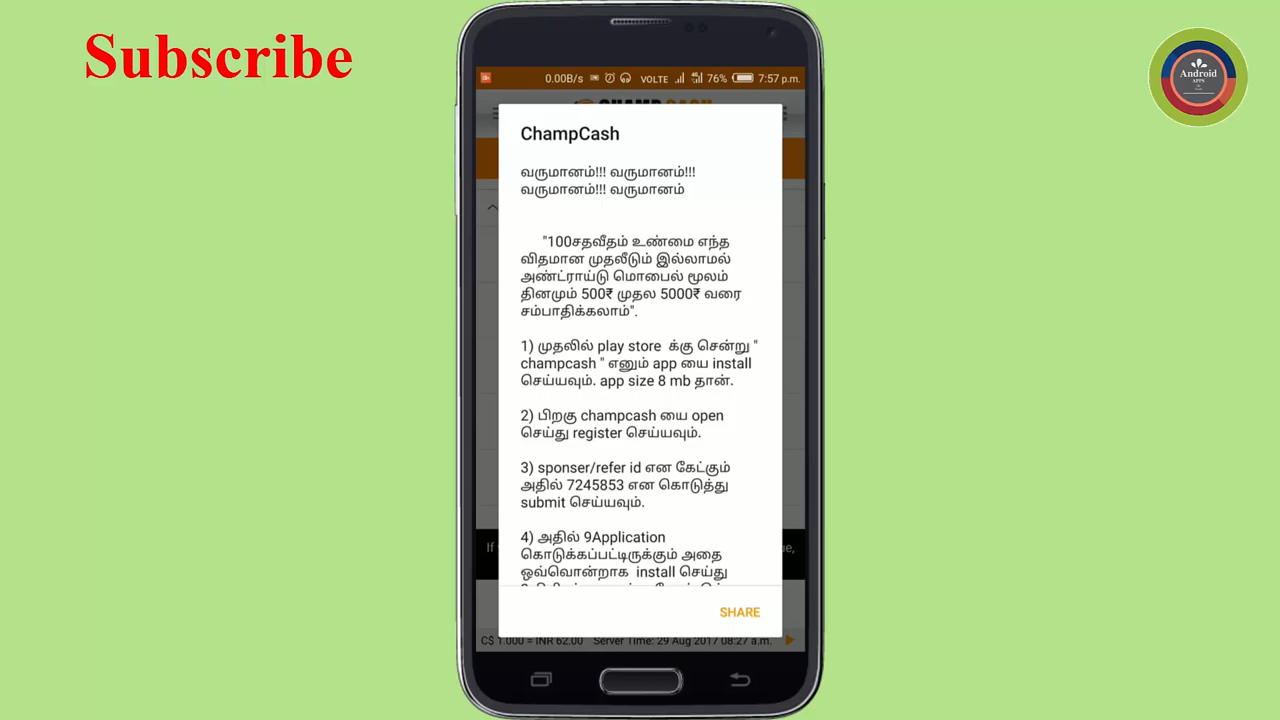 Subscribe
Android
APPS
0.00B/s VOLTE 76% 7:57 p.m.
ChampCash
வருமானம்!!! வருமானம்!!!
வருமானம்!!! வருமானம்
"100சதவீதம் உண்மை எந்த
விதமான முதலீடும் இல்லாமல்
அண்ட்ராய்டு மொபைல் மூலம்
தினமும் 500₹ முதல 5000₹ வரை
சம்பாதிக்கலாம்".
1) முதலில் play store க்கு சென்று "
champcash " எனும் app யை install
செய்யவும். app size 8 mb தான்.
2) பிறகு champcash யை open
செய்து register செய்யவும்.
3) sponser/refer id என கேட்கும்
அதில் 7245853 என கொடுத்து
submit செய்யவும்.
4) அதில் 9Application
கொடுக்கப்பட்டிருக்கும் அதை
ஒவ்வொன்றாக install செய்து
If
SHARE
C$ 1.000 = INR 62.00 Server Time: 29 Aug 2017 08:27 a.m.